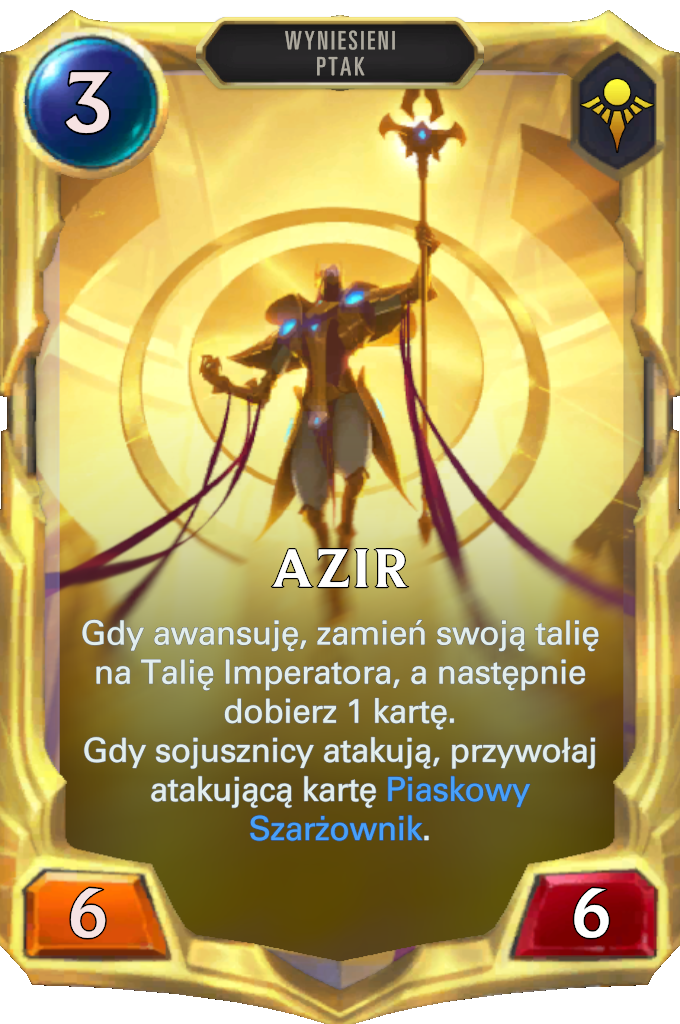 WYNIESIENI
PTAK
3
AZIR
Gdy awansuję, zamień swoją talię
na Talię Imperatora, a następnie
dobierz 1 kartę.
Gdy sojusznicy atakują, przywołaj
atakującą kartę Piaskowy
Szarżownik.
6
6